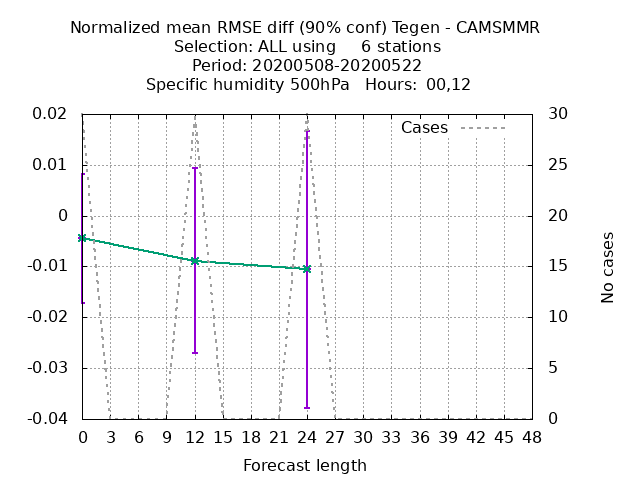 Normalized mean RMSE diff (90% conf) Tegen - CAMSMMR
Selection: ALL using     6 stations
Period: 20200508-20200522
Specific humidity 500hPa   Hours:  00,12
0.02
0.01
0
-0.01
-0.02
-0.03
-0.04
Cases
30
25
20
15
10
5
0
No cases
0 3 6 9 12 15 18 21 24 27 30 33 36 39 42 45 48
Forecast length